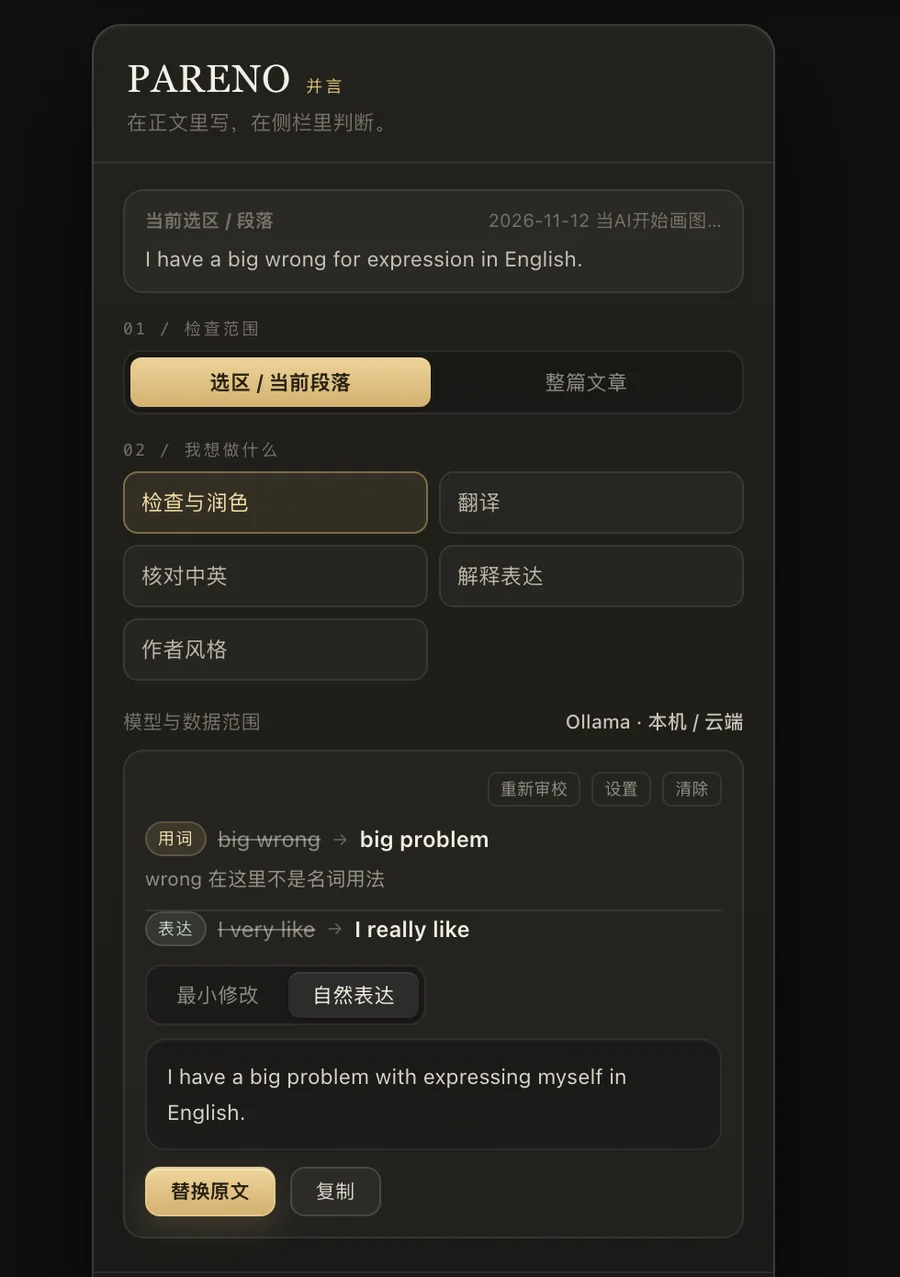 PARENO 并言
在正文里写，在侧栏里判断。
当前选区 / 段落 2026-11-12 当AI开始画图...
I have a big wrong for expression in English.
01 / 检查范围
选区 / 当前段落 整篇文章
02 / 我想做什么
检查与润色 翻译
核对中英 解释表达
作者风格
模型与数据范围 Ollama · 本机 / 云端
重新审校 设置 清除
用词 big wrong → big problem
wrong 在这里不是名词用法
表达 I very like → I really like
最小修改 自然表达
I have a big problem with expressing myself in
English.
替换原文 复制